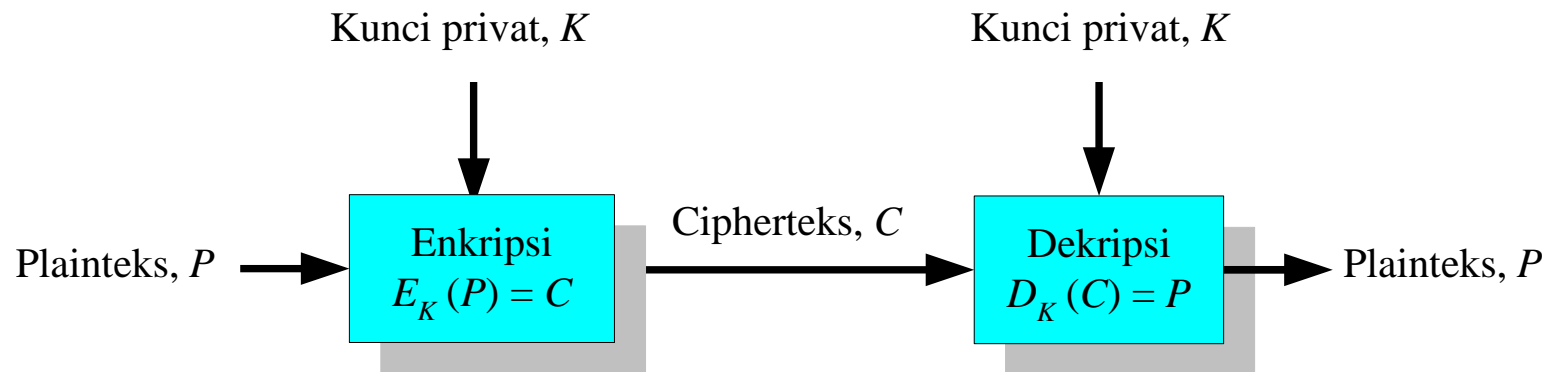 Kunci privat, K
Kunci privat, K
Plainteks, P
Enkripsi
E_K (P) = C
Cipherteks, C
Dekripsi
D_K (C) = P
Plainteks, P